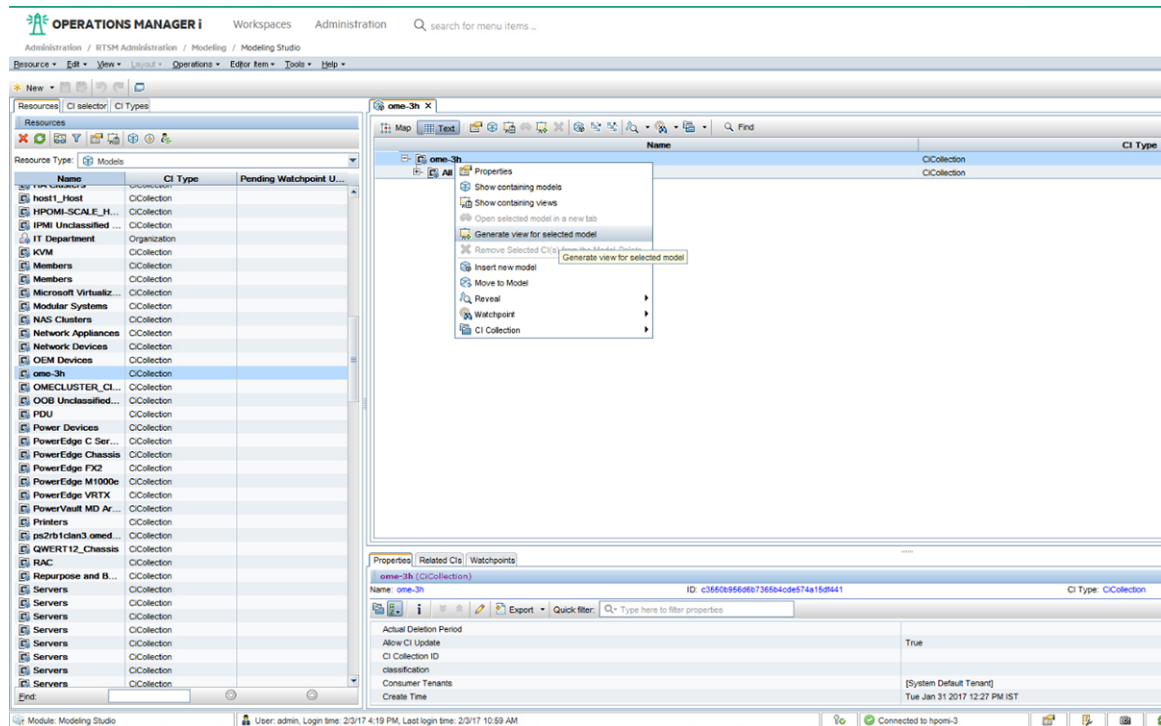 OPERATIONS MANAGER i Workspaces Administration search for menu items ..
Administration / RTSM Administration / Modeling / Modeling Studio
Resource Edit View Layout Operations Editor Item Tools Help
New
Resources CI selector CI Types
Resources
Resource Type: Models
Name CI Type Pending Watchpoint U...
HA Clusters CiCollection
host1_Host CiCollection
HPOMI-SCALE_H... CiCollection
IPMI Unclassified ... CiCollection
IT Department Organization
KVM CiCollection
Members CiCollection
Members CiCollection
Microsoft Virtualiz... CiCollection
Modular Systems CiCollection
NAS Clusters CiCollection
Network Appliances CiCollection
Network Devices CiCollection
OEM Devices CiCollection
ome-3h CiCollection
OMECLUSTER_CI... CiCollection
OOB Unclassified... CiCollection
PDU CiCollection
Power Devices CiCollection
PowerEdge C Ser... CiCollection
PowerEdge Chassis CiCollection
PowerEdge FX2 CiCollection
PowerEdge M1000e CiCollection
PowerEdge VRTX CiCollection
PowerVault MD Ar... CiCollection
Printers CiCollection
ps2rb1clan3.omed... CiCollection
QWERT12_Chassis CiCollection
RAC CiCollection
Repurpose and B... CiCollection
Servers CiCollection
Servers CiCollection
Servers CiCollection
Servers CiCollection
Servers CiCollection
Servers CiCollection
Servers CiCollection
Find:
ome-3h X
Map Text Find
Name CI Type
ome-3h CiCollection
All CiCollection
Properties
Show containing models
Show containing views
Open selected model in a new tab
Generate view for selected model
Remove Selected CI(s) from the Model Delete
Generate view for selected model
Insert new model
Move to Model
Reveal
Watchpoint
CI Collection
Properties Related CIs Watchpoints
ome-3h (CiCollection)
Name: ome-3h ID: c3550b956d6b7365b4cde574a15df441 CI Type: CiCollection
Export Quick filter: Type here to filter properties
Actual Deletion Period
Allow CI Update True
CI Collection ID
classification
Consumer Tenants [System Default Tenant]
Create Time Tue Jan 31 2017 12:27 PM IST
Module: Modeling Studio User: admin, Login time: 2/3/17 4:19 PM, Last login time: 2/3/17 10:59 AM Connected to hpomi-3